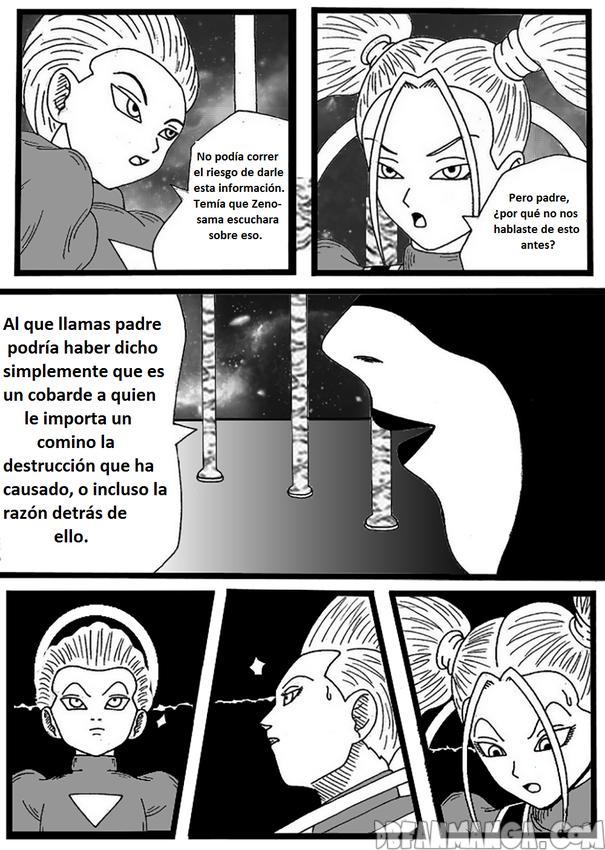 No podía correr
el riesgo de darle
esta información.
Temía que Zeno-
sama escuchara
sobre eso.
Pero padre,
¿por qué no nos
hablaste de esto
antes?
Al que llamas padre
podría haber dicho
simplemente que es
un cobarde a quien
le importa un
comino la
destrucción que ha
causado, o incluso la
razón detrás de
ello.
DBFANMANGA.COM